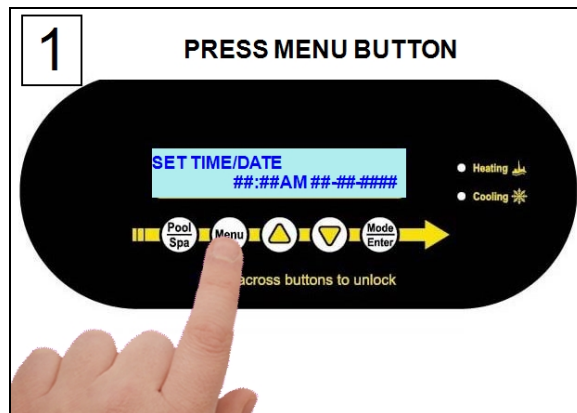 1
PRESS MENU BUTTON
SET TIME/DATE
##:##AM ##-##-####
Heating
Cooling
Pool
Spa
Menu
Mode
Enter
across buttons to unlock